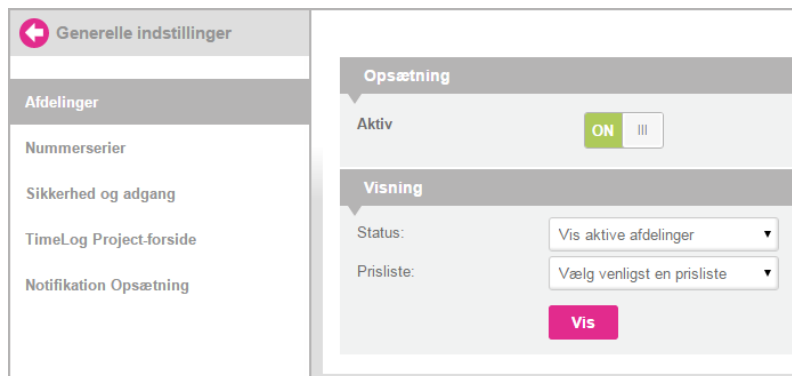 Generelle indstillinger
Afdelinger
Nummerserier
Sikkerhed og adgang
TimeLog Project-forside
Notifikation Opsætning
Opsætning
Aktiv
ON
Visning
Status:
Vis aktive afdelinger
Prisliste:
Vælg venligst en prisliste
Vis